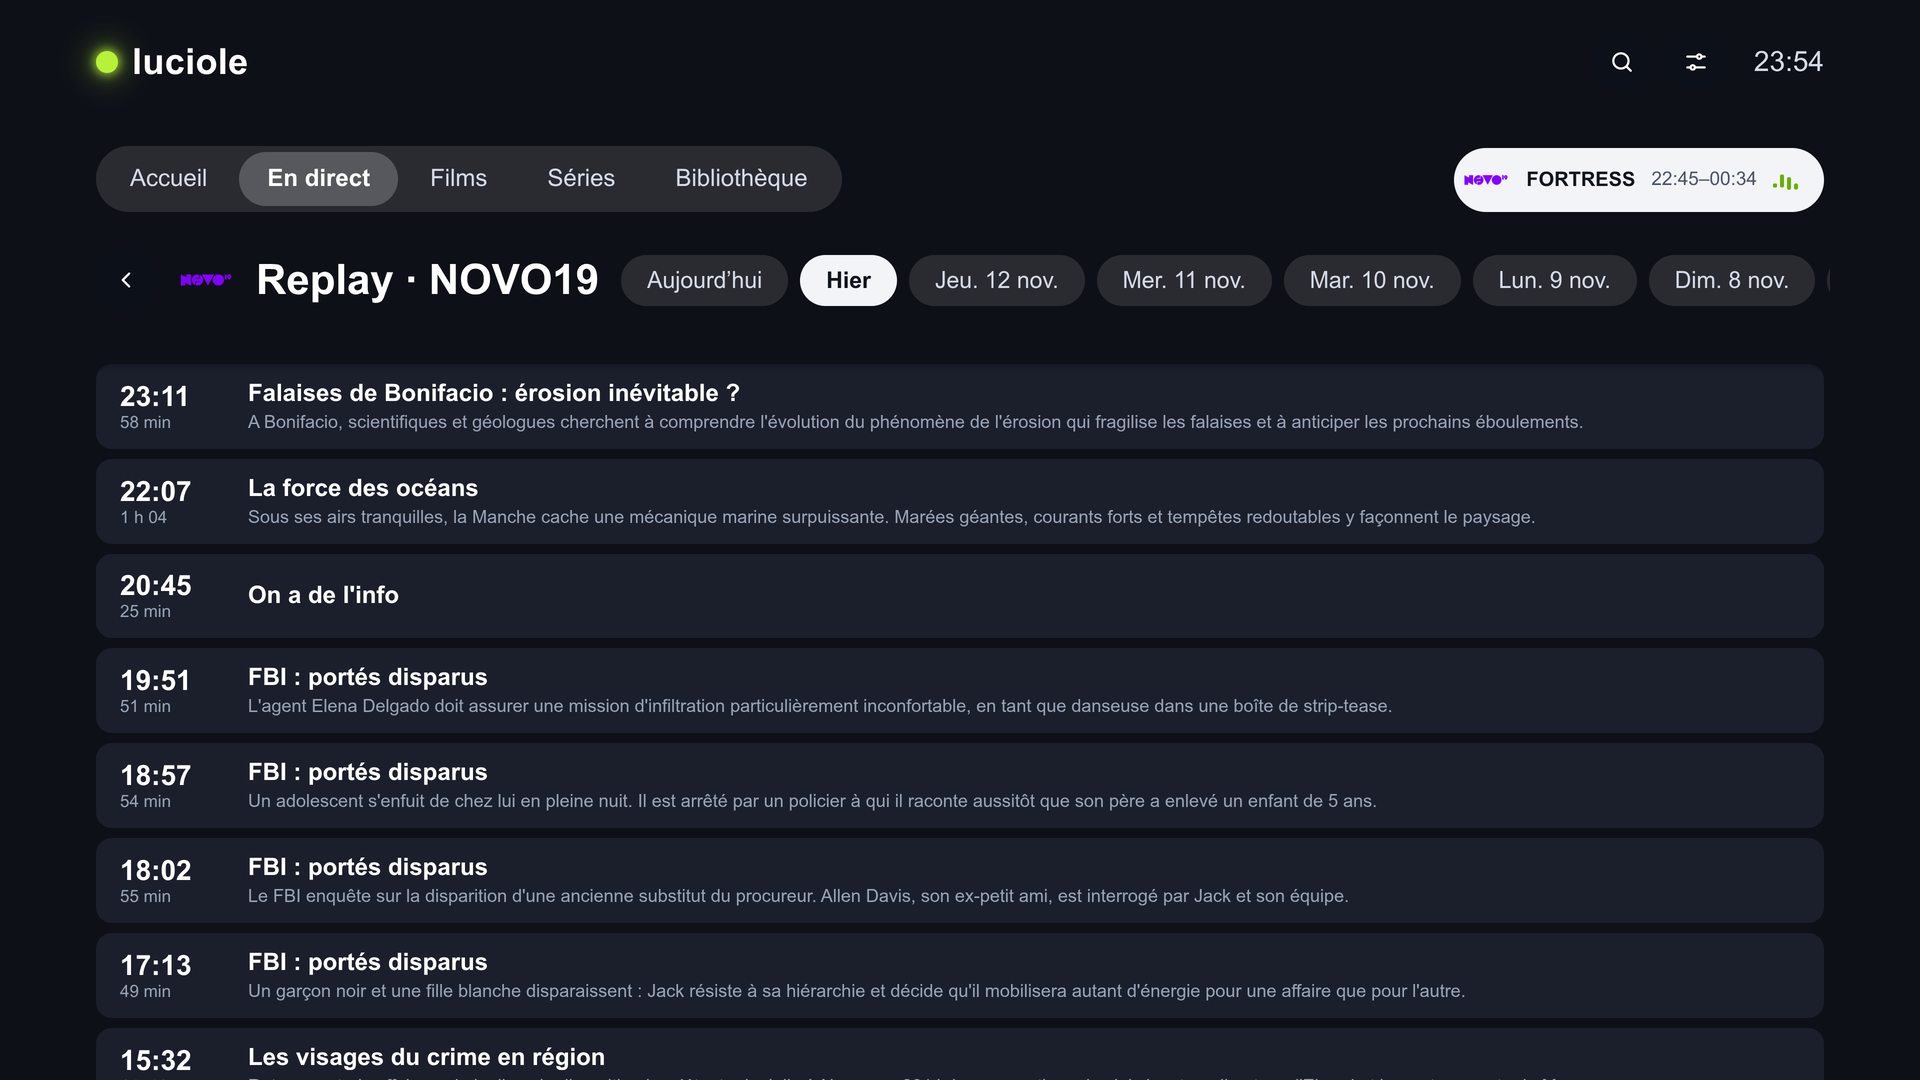 luciole
23:54
Accueil
En direct
Films
Séries
Bibliothèque
NOVO19
FORTRESS
22:45–00:34
NOVO19
Replay · NOVO19
Aujourd’hui
Hier
Jeu. 12 nov.
Mer. 11 nov.
Mar. 10 nov.
Lun. 9 nov.
Dim. 8 nov.
23:11
58 min
Falaises de Bonifacio : érosion inévitable ?
A Bonifacio, scientifiques et géologues cherchent à comprendre l'évolution du phénomène de l'érosion qui fragilise les falaises et à anticiper les prochains éboulements.
22:07
1 h 04
La force des océans
Sous ses airs tranquilles, la Manche cache une mécanique marine surpuissante. Marées géantes, courants forts et tempêtes redoutables y façonnent le paysage.
20:45
25 min
On a de l'info
19:51
51 min
FBI : portés disparus
L'agent Elena Delgado doit assurer une mission d'infiltration particulièrement inconfortable, en tant que danseuse dans une boîte de strip-tease.
18:57
54 min
FBI : portés disparus
Un adolescent s'enfuit de chez lui en pleine nuit. Il est arrêté par un policier à qui il raconte aussitôt que son père a enlevé un enfant de 5 ans.
18:02
55 min
FBI : portés disparus
Le FBI enquête sur la disparition d'une ancienne substitut du procureur. Allen Davis, son ex-petit ami, est interrogé par Jack et son équipe.
17:13
49 min
FBI : portés disparus
Un garçon noir et une fille blanche disparaissent : Jack résiste à sa hiérarchie et décide qu'il mobilisera autant d'énergie pour une affaire que pour l'autre.
15:32
Les visages du crime en région